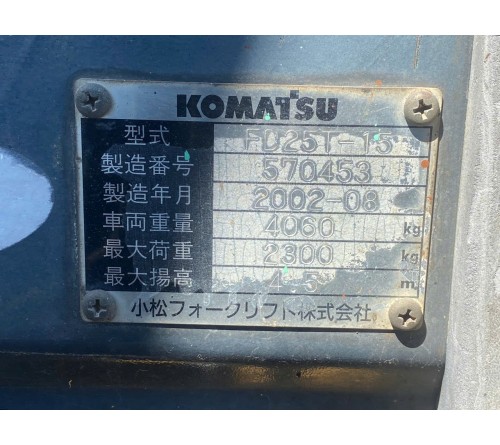 KOMATSU
型式 FD25T-15
製造番号 570453
製造年月 2002-08
車両重量 4060 kg
最大荷重 2300 kg
最大揚高 4.5 m
小松フォークリフト株式会社